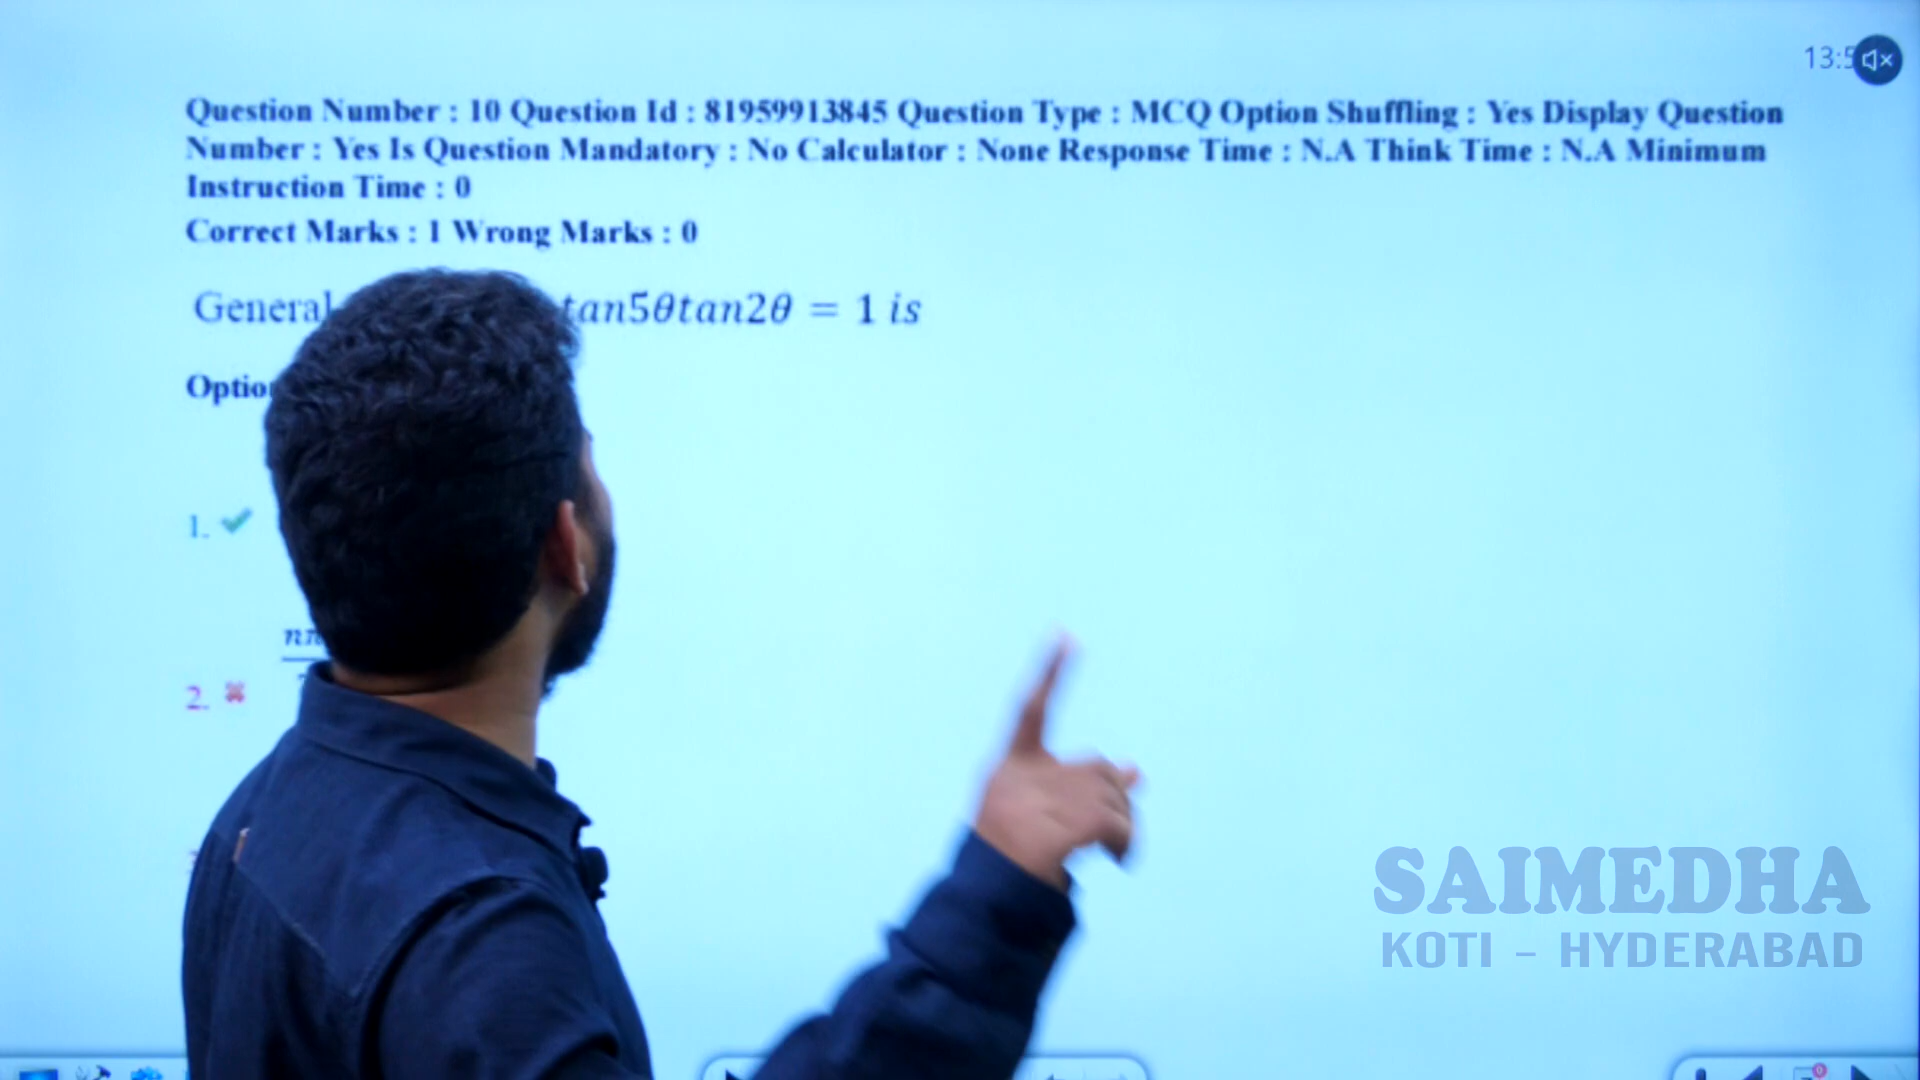 13:5
Question Number : 10 Question Id : 81959913845 Question Type : MCQ Option Shuffling : Yes Display Question
Number : Yes Is Question Mandatory : No Calculator : None Response Time : N.A Think Time : N.A Minimum
Instruction Time : 0
Correct Marks : 1 Wrong Marks : 0
General tan5θtan2θ = 1 is
1.
2.
SAIMEDHA
KOTI - HYDERABAD